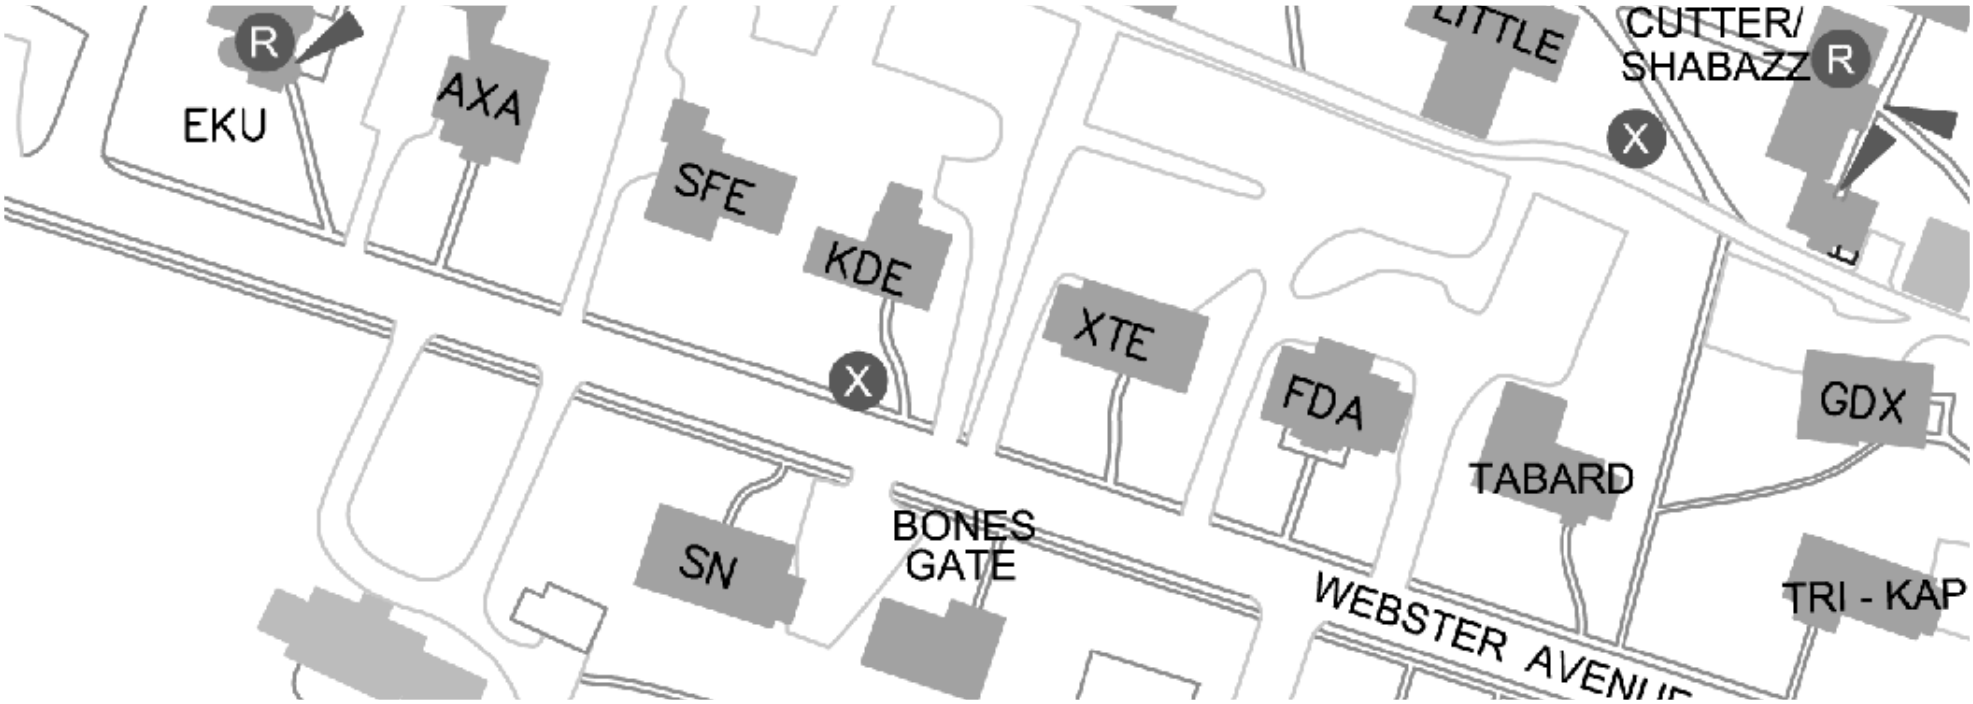 LITTLE
CUTTER/
SHABAZZ
R
R
EKU
AXA
X
SFE
KDE
XTE
X
FDA
GDX
TABARD
BONES
GATE
SN
TRI - KAP
WEBSTER AVENUE